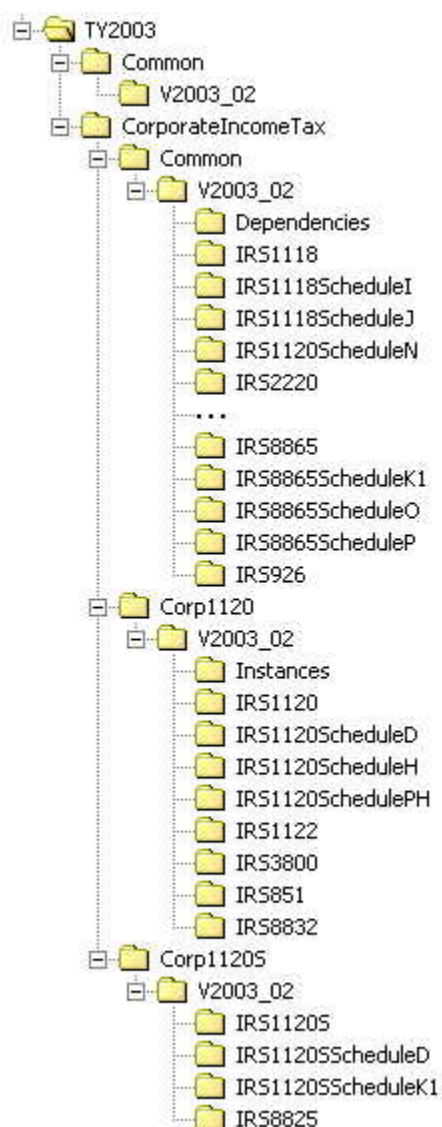 TY2003
Common
V2003_02
CorporateIncomeTax
Common
V2003_02
Dependencies
IRS1118
IRS1118ScheduleI
IRS1118ScheduleJ
IRS1120ScheduleN
IRS2220
...
IRS8865
IRS8865ScheduleK1
IRS8865ScheduleO
IRS8865ScheduleP
IRS926
Corp1120
V2003_02
Instances
IRS1120
IRS1120ScheduleD
IRS1120ScheduleH
IRS1120SchedulePH
IRS1122
IRS3800
IRS851
IRS8832
Corp1120S
V2003_02
IRS1120S
IRS1120SScheduleD
IRS1120SScheduleK1
IRS8825